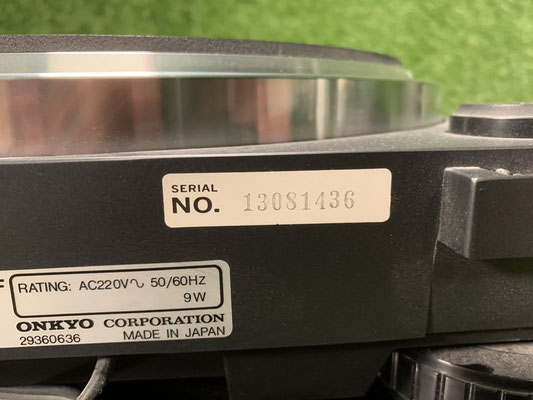 SERIAL
NO. 13081436
RATING: AC220V∿ 50/60Hz
9W
ONKYO CORPORATION
29360636 MADE IN JAPAN